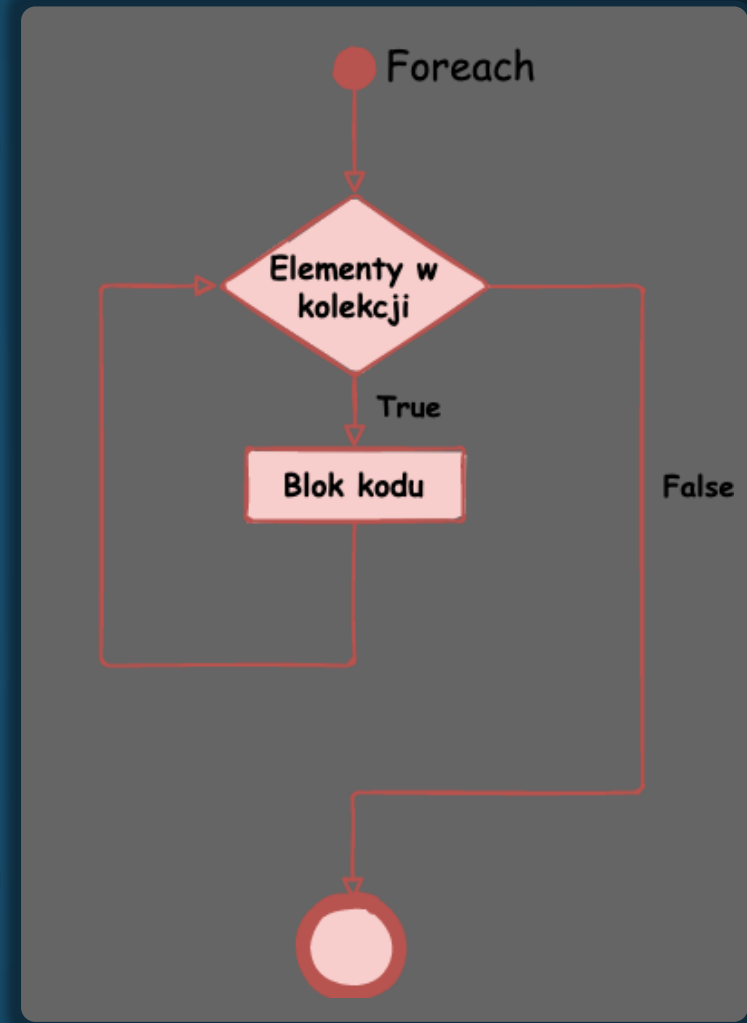 Foreach
Elementy w
kolekcji
True
Blok kodu
False